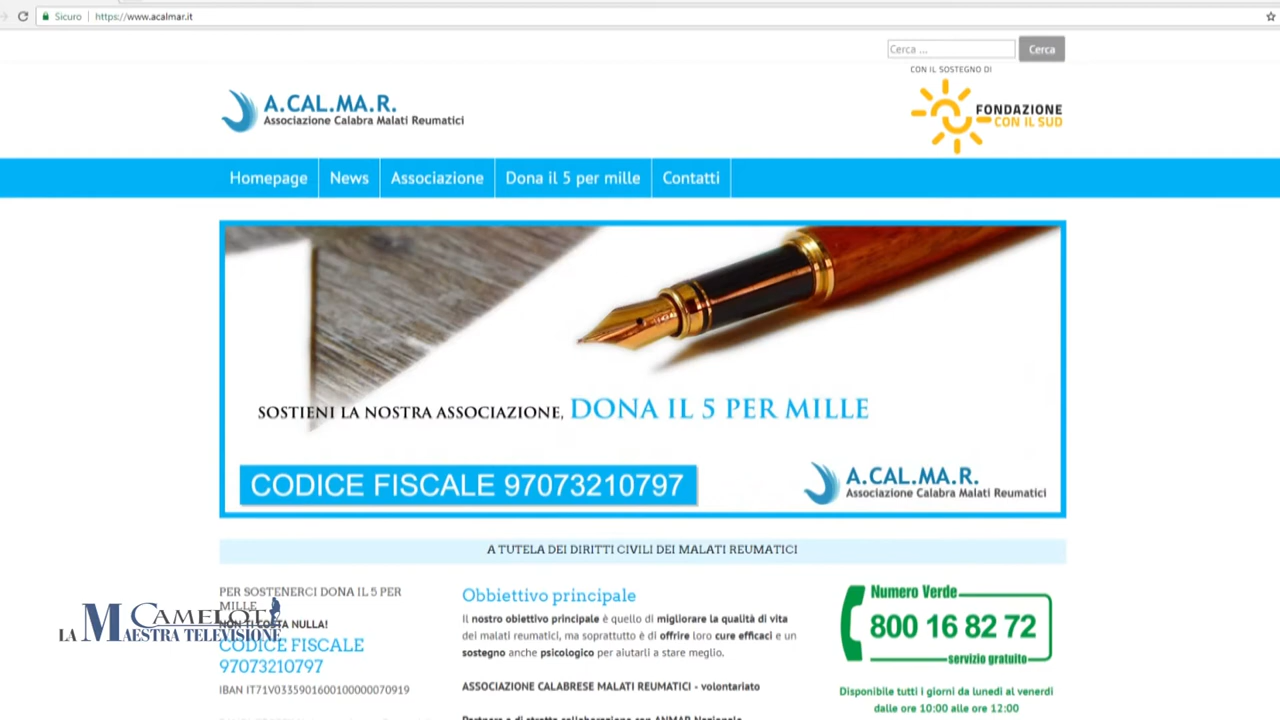 Sicuro
https://www.acalmar.it
Cerca ...
Cerca
CON IL SOSTEGNO DI
FONDAZIONE
CON IL SUD
A.CAL.MA.R.
Associazione Calabra Malati Reumatici
Homepage
News
Associazione
Dona il 5 per mille
Contatti
SOSTIENI LA NOSTRA ASSOCIAZIONE, DONA IL 5 PER MILLE
CODICE FISCALE 97073210797
A.CAL.MA.R.
Associazione Calabra Malati Reumatici
A TUTELA DEI DIRITTI CIVILI DEI MALATI REUMATICI
PER SOSTENERCI DONA IL 5 PER
MILLE
NON TI COSTA NULLA!
CODICE FISCALE
97073210797
IBAN IT71V0335901600100000070919
CAMELOT
LA MAESTRA TELEVISIONE
Obbiettivo principale
Il nostro obiettivo principale è quello di migliorare la qualità di vita
dei malati reumatici, ma soprattutto è di offrire loro cure efficaci e un
sostegno anche psicologico per aiutarli a stare meglio.
ASSOCIAZIONE CALABRESE MALATI REUMATICI - volontariato
Partners e di stretta collaborazione con ANMAR Nazionale
Numero Verde
800 16 82 72
servizio gratuito
Disponibile tutti i giorni da lunedì al venerdì
dalle ore 10:00 alle ore 12:00